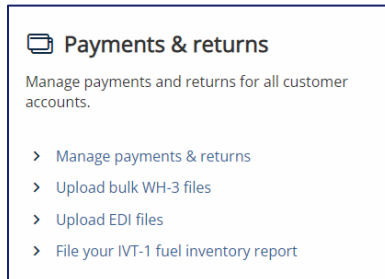 Payments & returns
Manage payments and returns for all customer
accounts.
Manage payments & returns
Upload bulk WH-3 files
Upload EDI files
File your IVT-1 fuel inventory report